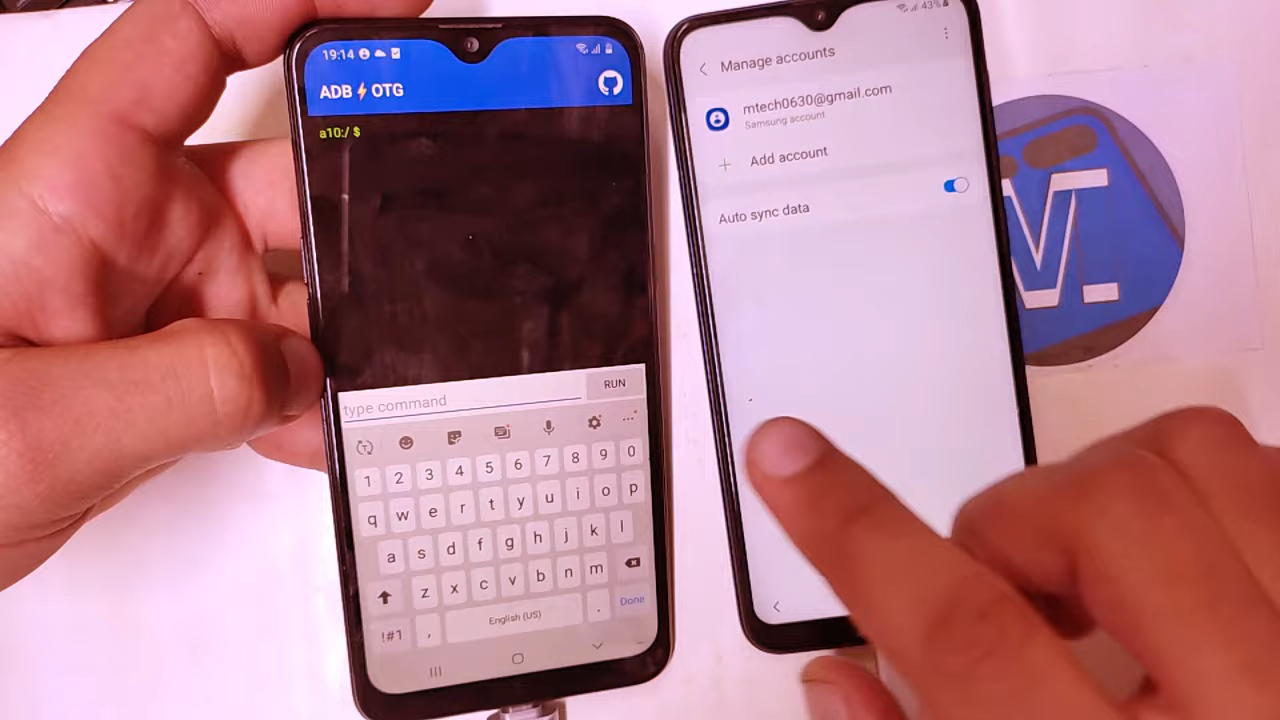 19:14
ADB⚡OTG
a10:/ $
type command
RUN
1 2 3 4 5 6 7 8 9 0
q w e r t y u i o p
a s d f g h j k l
z x c v b n m
!#1 , English (US) . Done
43%
Manage accounts
mtech0630@gmail.com
Samsung account
+ Add account
Auto sync data